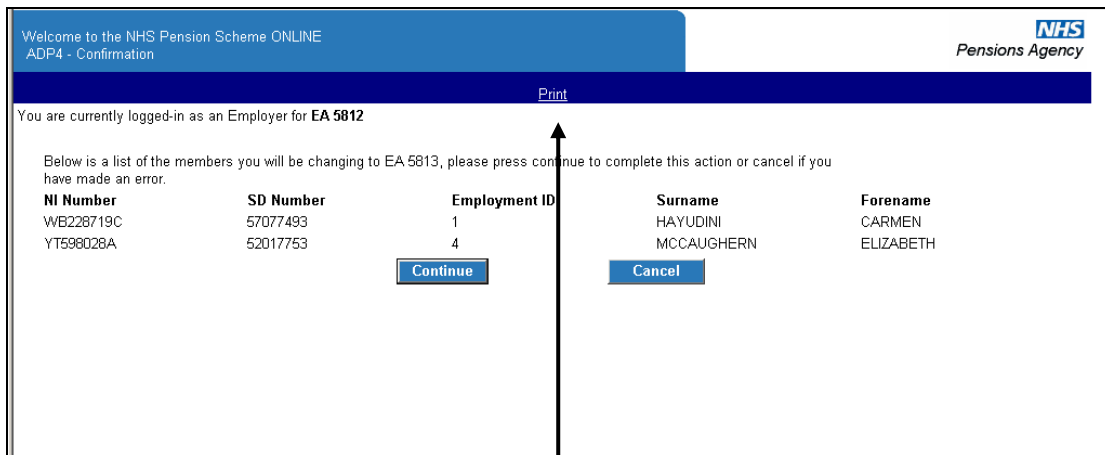 Welcome to the NHS Pension Scheme ONLINE
ADP4 - Confirmation
NHS
Pensions Agency
Print
You are currently logged-in as an Employer for EA 5812
Below is a list of the members you will be changing to EA 5813, please press continue to complete this action or cancel if you
have made an error.
NI Number SD Number Employment ID Surname Forename
WB228719C 57077493 1 HAYUDINI CARMEN
YT598028A 52017753 4 MCCAUGHERN ELIZABETH
Continue Cancel